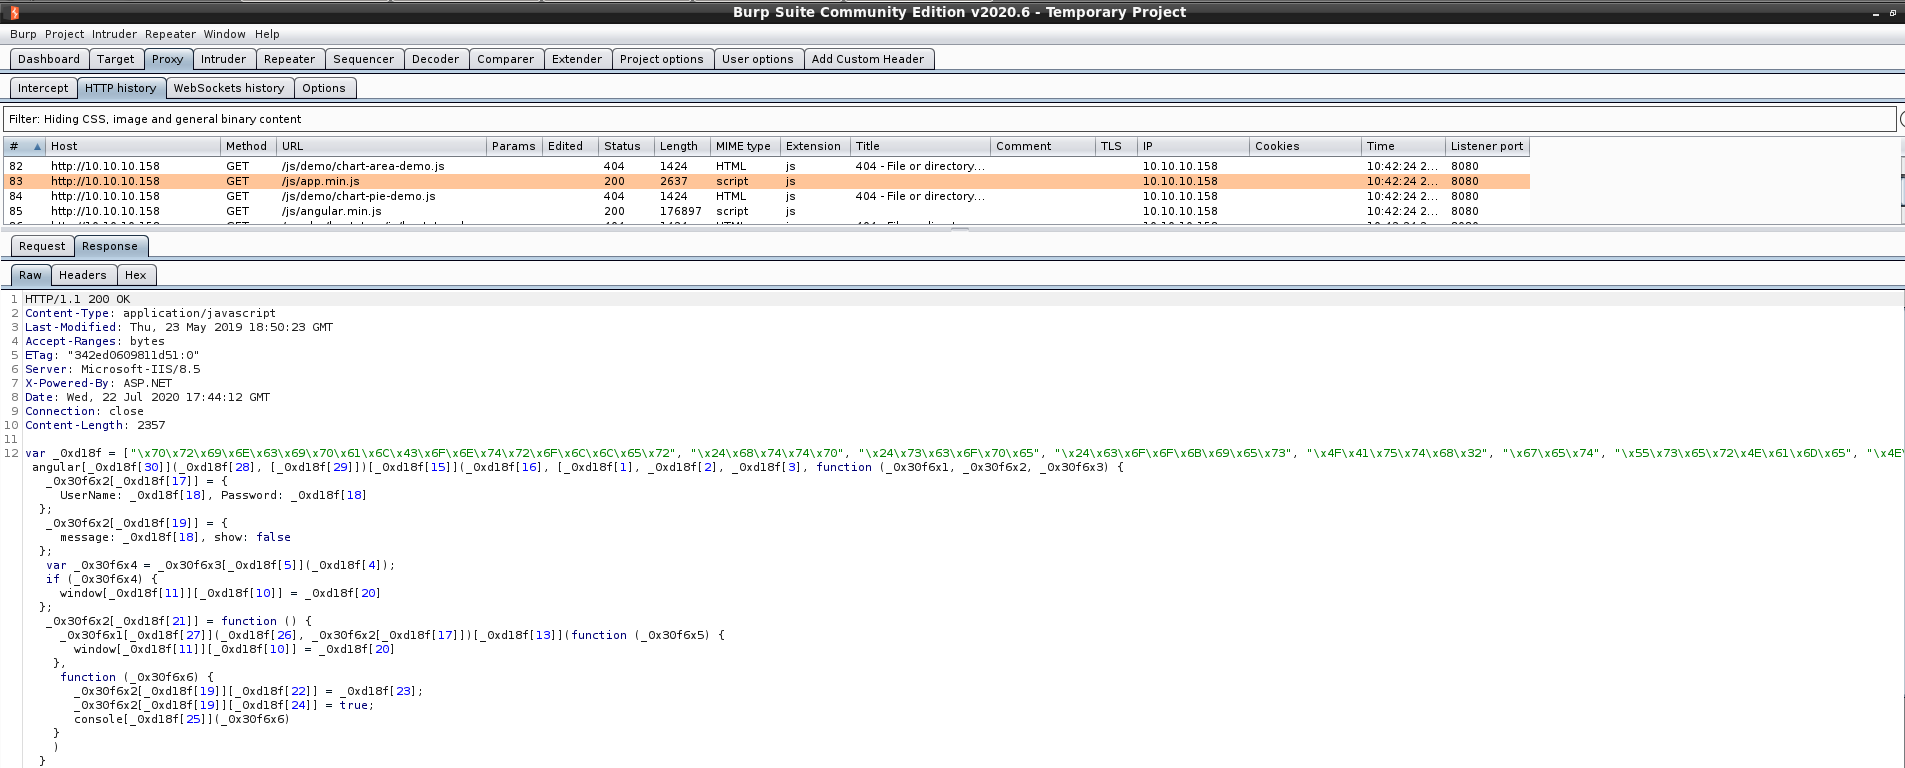 Burp Suite Community Edition v2020.6 - Temporary Project
Burp Project Intruder Repeater Window Help
Dashboard Target Proxy Intruder Repeater Sequencer Decoder Comparer Extender Project options User options Add Custom Header
Intercept HTTP history WebSockets history Options
Filter: Hiding CSS, image and general binary content
# Host Method URL Params Edited Status Length MIME type Extension Title Comment TLS IP Cookies Time Listener port
82 http://10.10.10.158 GET /js/demo/chart-area-demo.js 404 1424 HTML js 404 - File or directory... 10.10.10.158 10:42:24 2... 8080
83 http://10.10.10.158 GET /js/app.min.js 200 2637 script js 10.10.10.158 10:42:24 2... 8080
84 http://10.10.10.158 GET /js/demo/chart-pie-demo.js 404 1424 HTML js 404 - File or directory... 10.10.10.158 10:42:24 2... 8080
85 http://10.10.10.158 GET /js/angular.min.js 200 176897 script js 10.10.10.158 10:42:24 2... 8080
Request Response
Raw Headers Hex
1 HTTP/1.1 200 OK
2 Content-Type: application/javascript
3 Last-Modified: Thu, 23 May 2019 18:50:23 GMT
4 Accept-Ranges: bytes
5 ETag: "342ed0609811d51:0"
6 Server: Microsoft-IIS/8.5
7 X-Powered-By: ASP.NET
8 Date: Wed, 22 Jul 2020 17:44:12 GMT
9 Connection: close
10 Content-Length: 2357
11
12 var _0xd18f = ["\x70\x72\x69\x6E\x63\x69\x70\x61\x6C\x43\x6F\x6E\x74\x72\x6F\x6C\x6C\x65\x72", "\x24\x68\x74\x74\x70", "\x24\x73\x63\x6F\x70\x65", "\x24\x63\x6F\x6F\x6B\x69\x65\x73", "\x4F\x41\x75\x74\x68\x32", "\x67\x65\x74", "\x55\x73\x65\x72\x4E\x61\x6D\x65", "\x4E
angular[_0xd18f[30]](_0xd18f[28], [_0xd18f[29]])[_0xd18f[15]](_0xd18f[16], [_0xd18f[1], _0xd18f[2], _0xd18f[3], function (_0x30f6x1, _0x30f6x2, _0x30f6x3) {
_0x30f6x2[_0xd18f[17]] = {
UserName: _0xd18f[18], Password: _0xd18f[18]
};
_0x30f6x2[_0xd18f[19]] = {
message: _0xd18f[18], show: false
};
var _0x30f6x4 = _0x30f6x3[_0xd18f[5]](_0xd18f[4]);
if (_0x30f6x4) {
window[_0xd18f[11]][_0xd18f[10]] = _0xd18f[20]
};
_0x30f6x2[_0xd18f[21]] = function () {
_0x30f6x1[_0xd18f[27]](_0xd18f[26], _0x30f6x2[_0xd18f[17]])[_0xd18f[13]](function (_0x30f6x5) {
window[_0xd18f[11]][_0xd18f[10]] = _0xd18f[20]
},
function (_0x30f6x6) {
_0x30f6x2[_0xd18f[19]][_0xd18f[22]] = _0xd18f[23];
_0x30f6x2[_0xd18f[19]][_0xd18f[24]] = true;
console[_0xd18f[25]](_0x30f6x6)
}
)
}